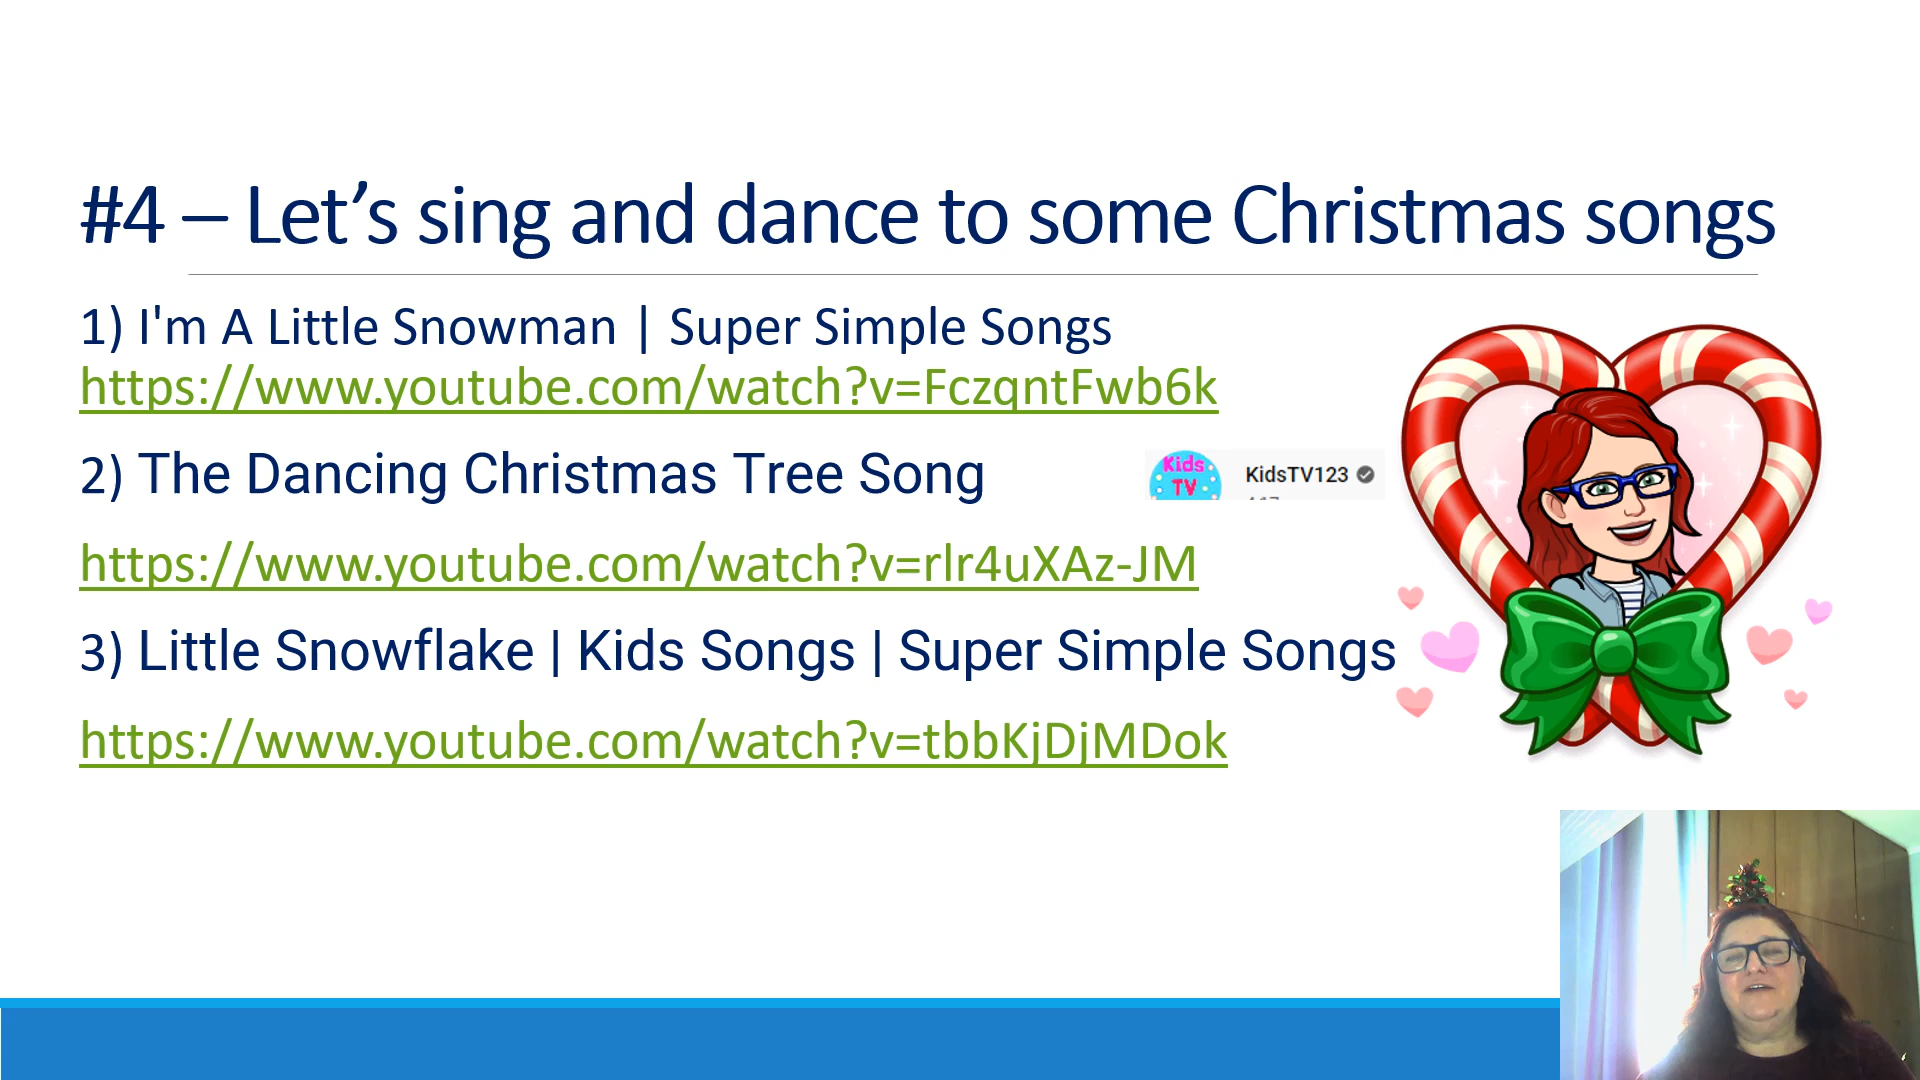 #4 – Let’s sing and dance to some Christmas songs
1) I'm A Little Snowman | Super Simple Songs
https://www.youtube.com/watch?v=FczqntFwb6k
2) The Dancing Christmas Tree Song
Kids
TV
KidsTV123
https://www.youtube.com/watch?v=rlr4uXAz-JM
3) Little Snowflake | Kids Songs | Super Simple Songs
https://www.youtube.com/watch?v=tbbKjDjMDok